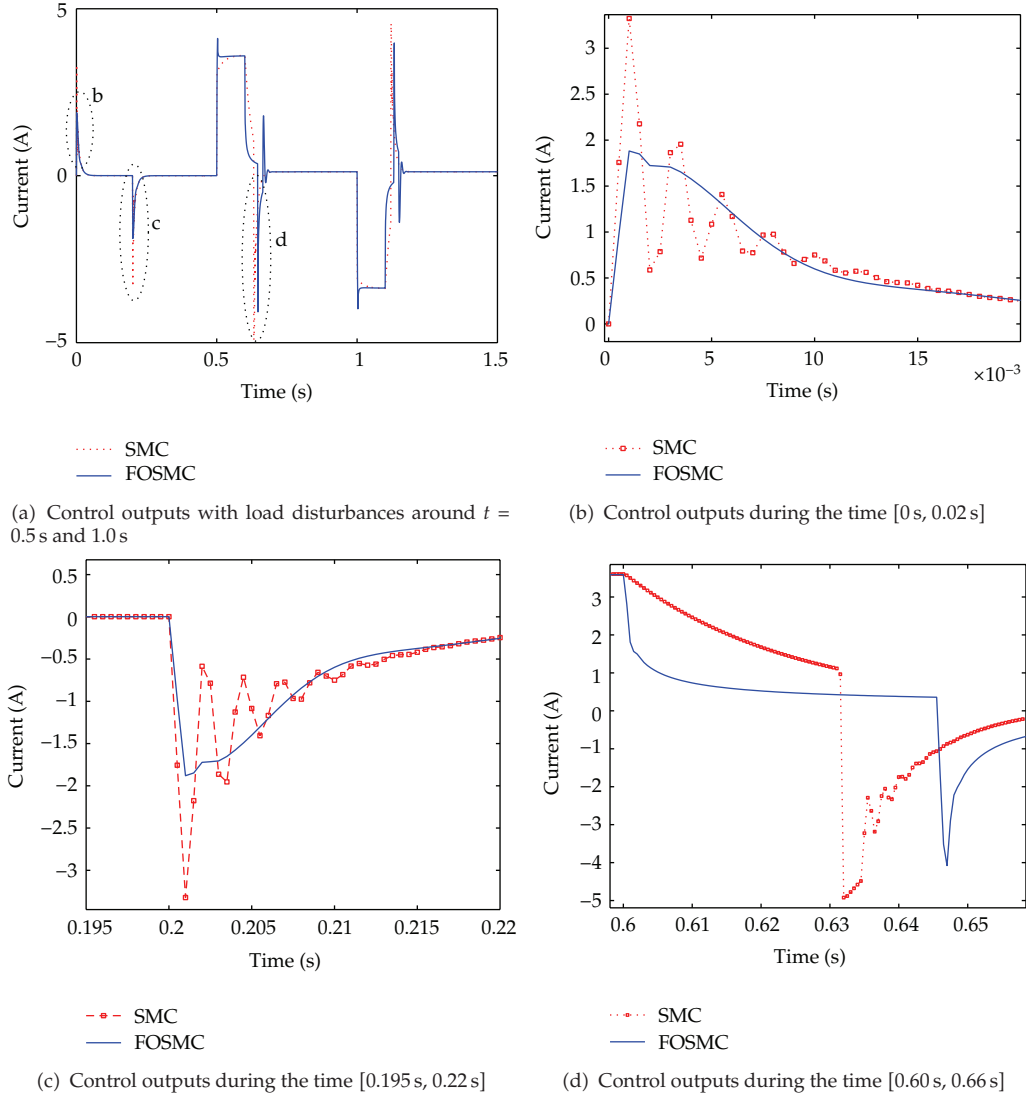 5
0
−5
Current (A)
b
c
d
0
0.5
1
1.5
Time (s)
SMC
FOSMC
(a) Control outputs with load disturbances around t =
0.5 s and 1.0 s
3.5
3
2.5
2
1.5
1
0.5
0
Current (A)
0
5
10
15
×10−3
Time (s)
SMC
FOSMC
(b) Control outputs during the time [0 s, 0.02 s]
0.5
0
−0.5
−1
−1.5
−2
−2.5
−3
Current (A)
0.195
0.2
0.205
0.21
0.215
0.22
Time (s)
SMC
FOSMC
(c) Control outputs during the time [0.195 s, 0.22 s]
3
2
1
0
−1
−2
−3
−4
−5
Current (A)
0.6
0.61
0.62
0.63
0.64
0.65
Time (s)
SMC
FOSMC
(d) Control outputs during the time [0.60 s, 0.66 s]